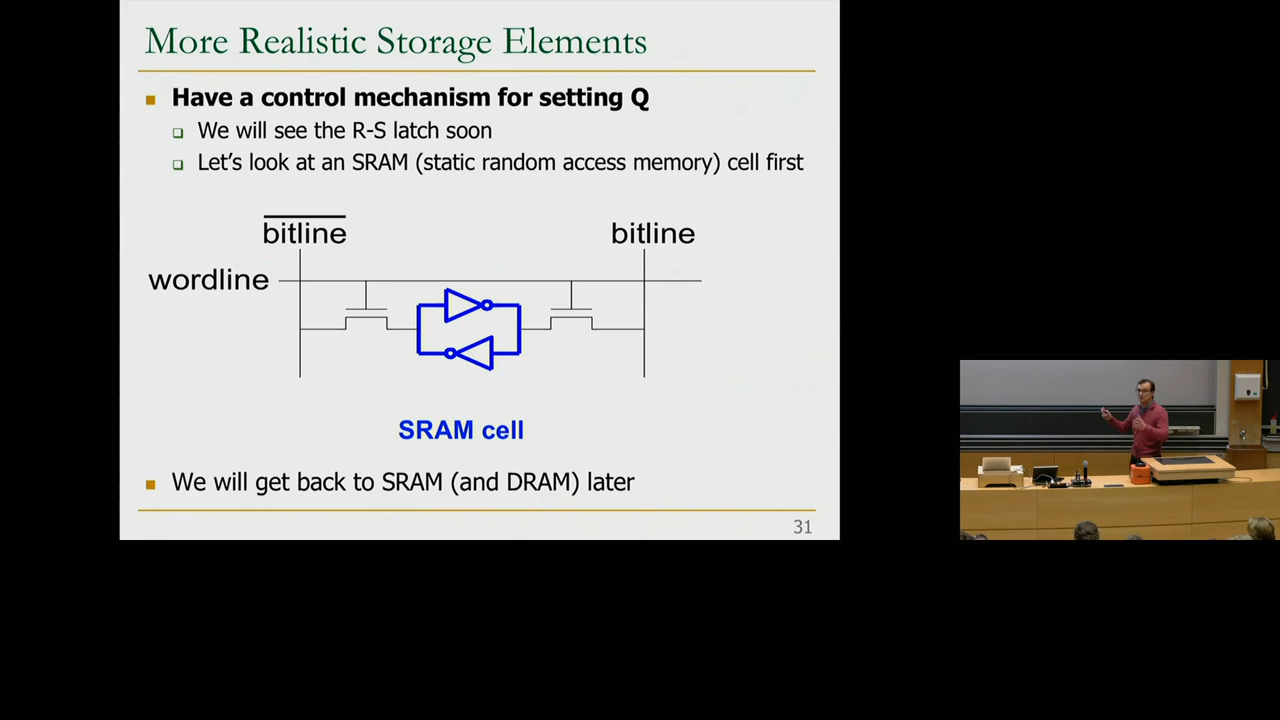 More Realistic Storage Elements
Have a control mechanism for setting Q
We will see the R-S latch soon
Let's look at an SRAM (static random access memory) cell first
bitline
bitline
wordline
SRAM cell
We will get back to SRAM (and DRAM) later
31